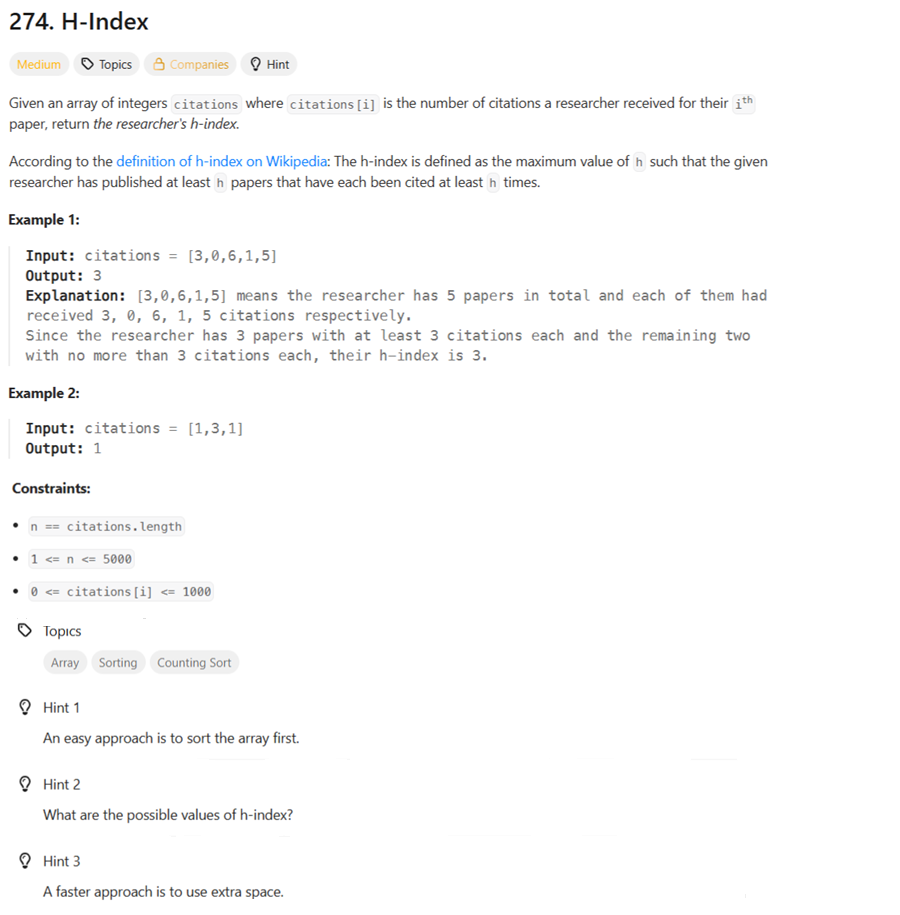 274. H-Index
Medium Topics Companies Hint
Given an array of integers citations where citations[i] is the number of citations a researcher received for their ith
paper, return the researcher's h-index.
According to the definition of h-index on Wikipedia: The h-index is defined as the maximum value of h such that the given
researcher has published at least h papers that have each been cited at least h times.
Example 1:
Input: citations = [3,0,6,1,5]
Output: 3
Explanation: [3,0,6,1,5] means the researcher has 5 papers in total and each of them had
received 3, 0, 6, 1, 5 citations respectively.
Since the researcher has 3 papers with at least 3 citations each and the remaining two
with no more than 3 citations each, their h-index is 3.
Example 2:
Input: citations = [1,3,1]
Output: 1
Constraints:
• n == citations.length
• 1 <= n <= 5000
• 0 <= citations[i] <= 1000
Topics
Array Sorting Counting Sort
Hint 1
An easy approach is to sort the array first.
Hint 2
What are the possible values of h-index?
Hint 3
A faster approach is to use extra space.